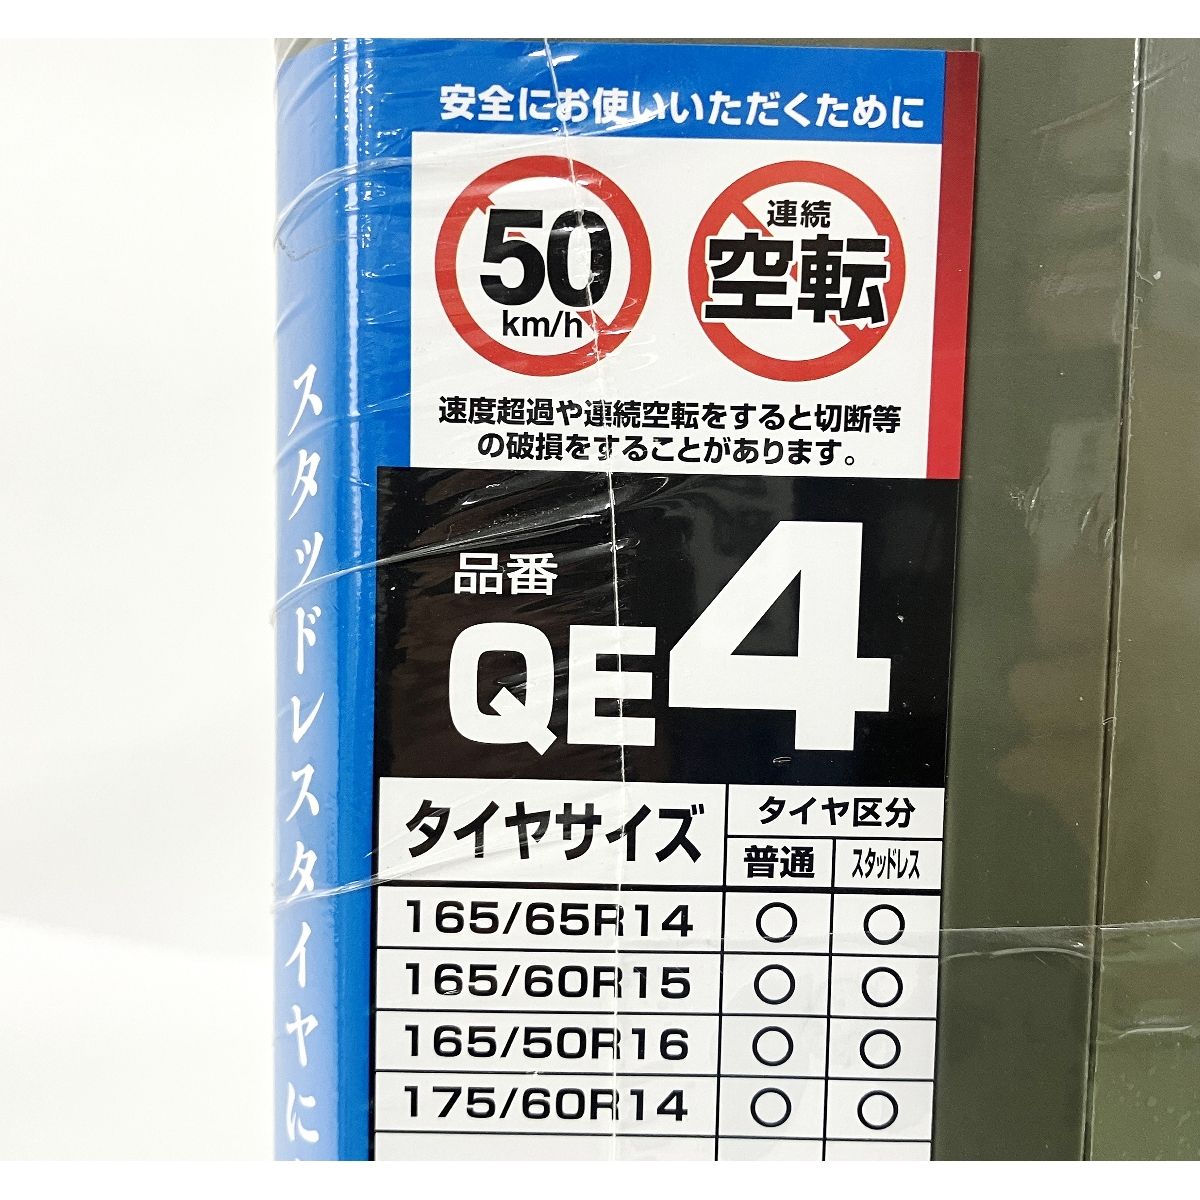 安全にお使いいただくために
50
km/h
連続
空転
速度超過や連続空転をすると切断等
の破損をすることがあります。
品番
QE4
タイヤサイズ
タイヤ区分
普通
スタッドレス
165/65R14 ○ ○
165/60R15 ○ ○
165/50R16 ○ ○
175/60R14 ○ ○
スタッドレスタイヤに